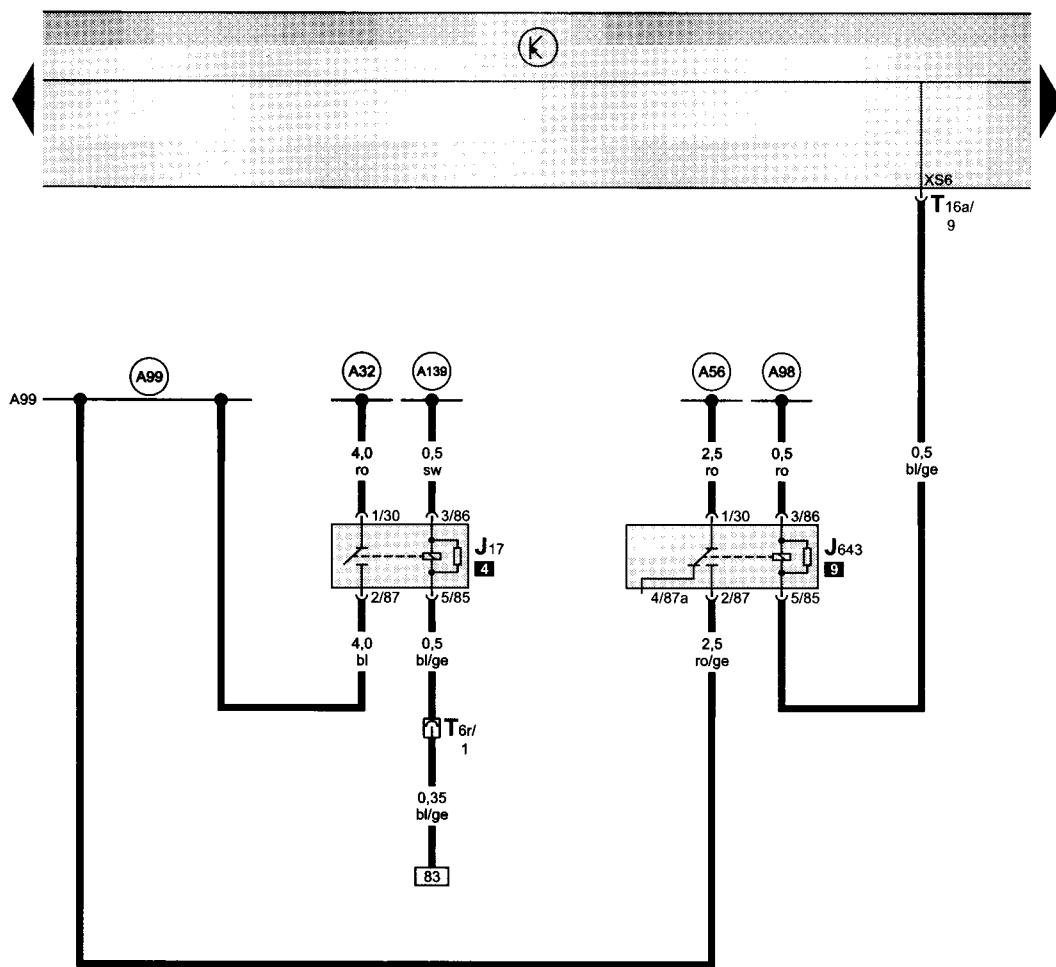 K
XS6
T16a/
9
A99
A99
A32
A139
A56
A98
4,0
ro
0,5
sw
2,5
ro
0,5
ro
0,5
bl/ge
1/30
3/86
J17
4
1/30
3/86
J643
9
2/87
5/85
4/87a
2/87
5/85
4,0
bl
0,5
bl/ge
2,5
ro/ge
T6r/
1
0,35
bl/ge
83